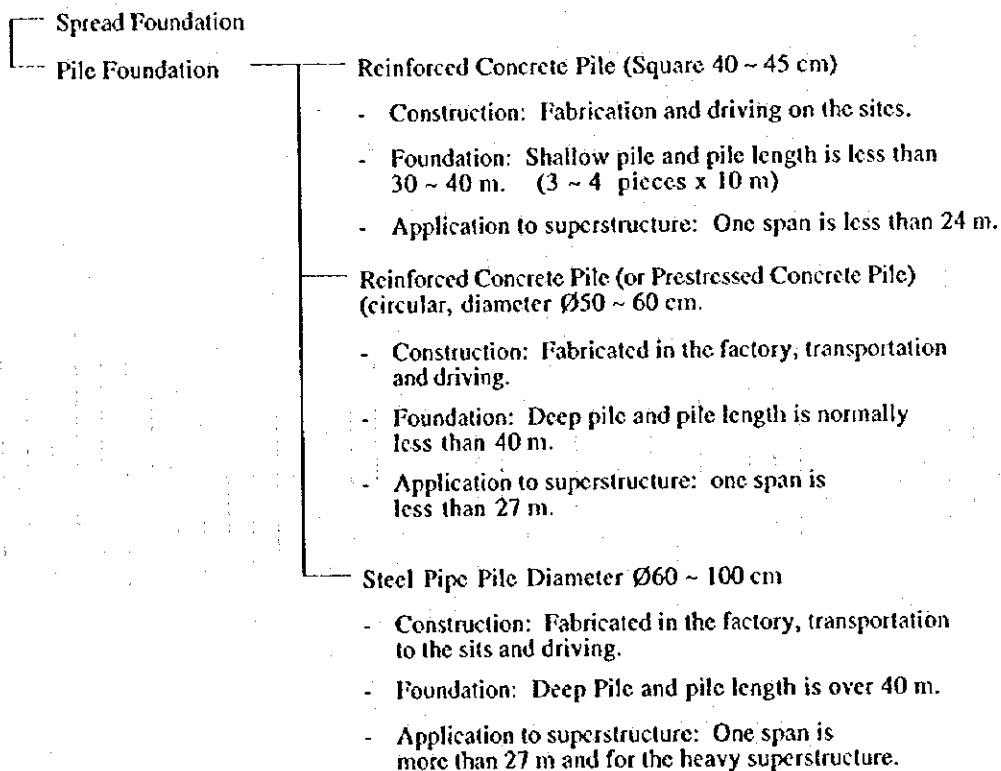 Spread Foundation
Pile Foundation
Reinforced Concrete Pile (Square 40 ~ 45 cm)
- Construction: Fabrication and driving on the sites.
- Foundation: Shallow pile and pile length is less than
30 ~ 40 m. (3 ~ 4 pieces x 10 m)
- Application to superstructure: One span is less than 24 m.
Reinforced Concrete Pile (or Prestressed Concrete Pile)
(circular, diameter Ø50 ~ 60 cm.
- Construction: Fabricated in the factory, transportation
and driving.
- Foundation: Deep pile and pile length is normally
less than 40 m.
- Application to superstructure: one span is
less than 27 m.
Steel Pipe Pile Diameter Ø60 ~ 100 cm
- Construction: Fabricated in the factory, transportation
to the sits and driving.
- Foundation: Deep Pile and pile length is over 40 m.
- Application to superstructure: One span is
more than 27 m and for the heavy superstructure.